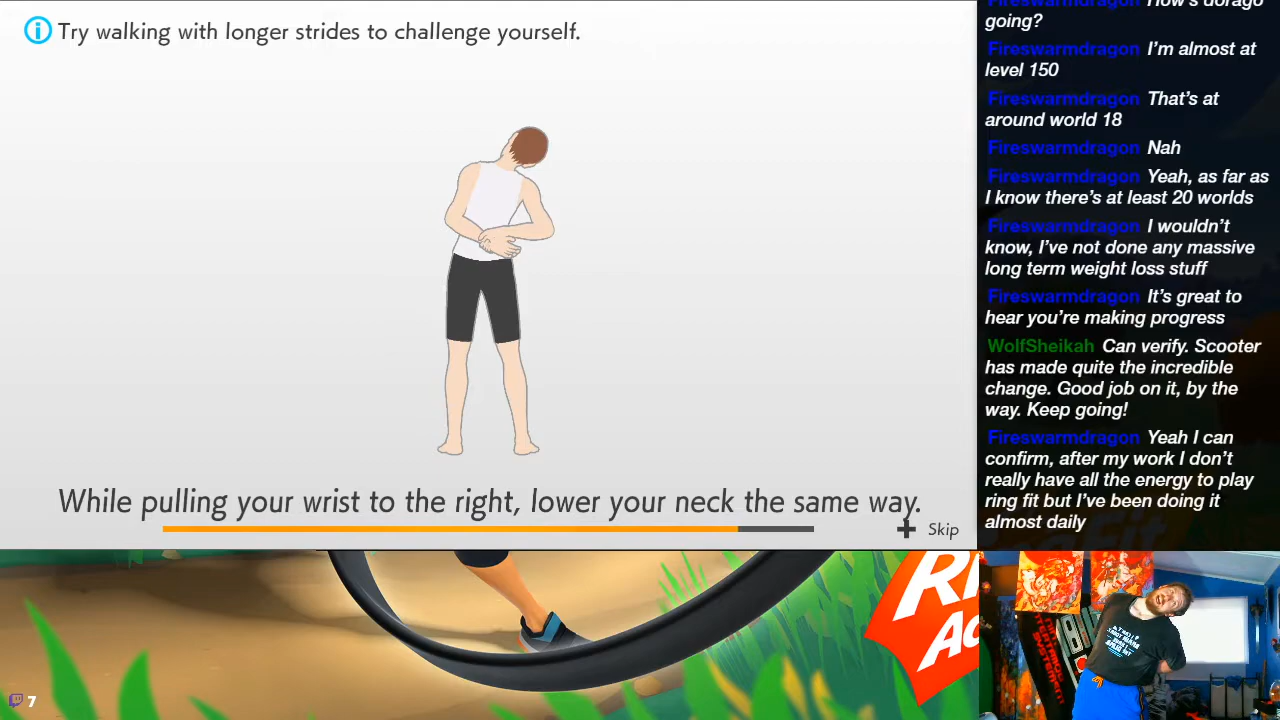 Try walking with longer strides to challenge yourself.
While pulling your wrist to the right, lower your neck the same way.
Skip
going?
Fireswarmdragon I'm almost at
level 150
Fireswarmdragon That's at
around world 18
Fireswarmdragon Nah
Fireswarmdragon Yeah, as far as
I know there's at least 20 worlds
Fireswarmdragon I wouldn't
know, I've not done any massive
long term weight loss stuff
Fireswarmdragon It's great to
hear you're making progress
WolfSheikah Can verify. Scooter
has made quite the incredible
change. Good job on it, by the
way. Keep going!
Fireswarmdragon Yeah I can
confirm, after my work I don't
really have all the energy to play
ring fit but I've been doing it
almost daily
7